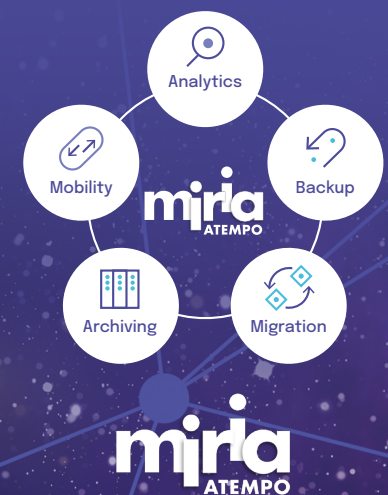 Analytics
Mobility
Backup
miria
ATEMPO
Archiving
Migration
miria
ATEMPO